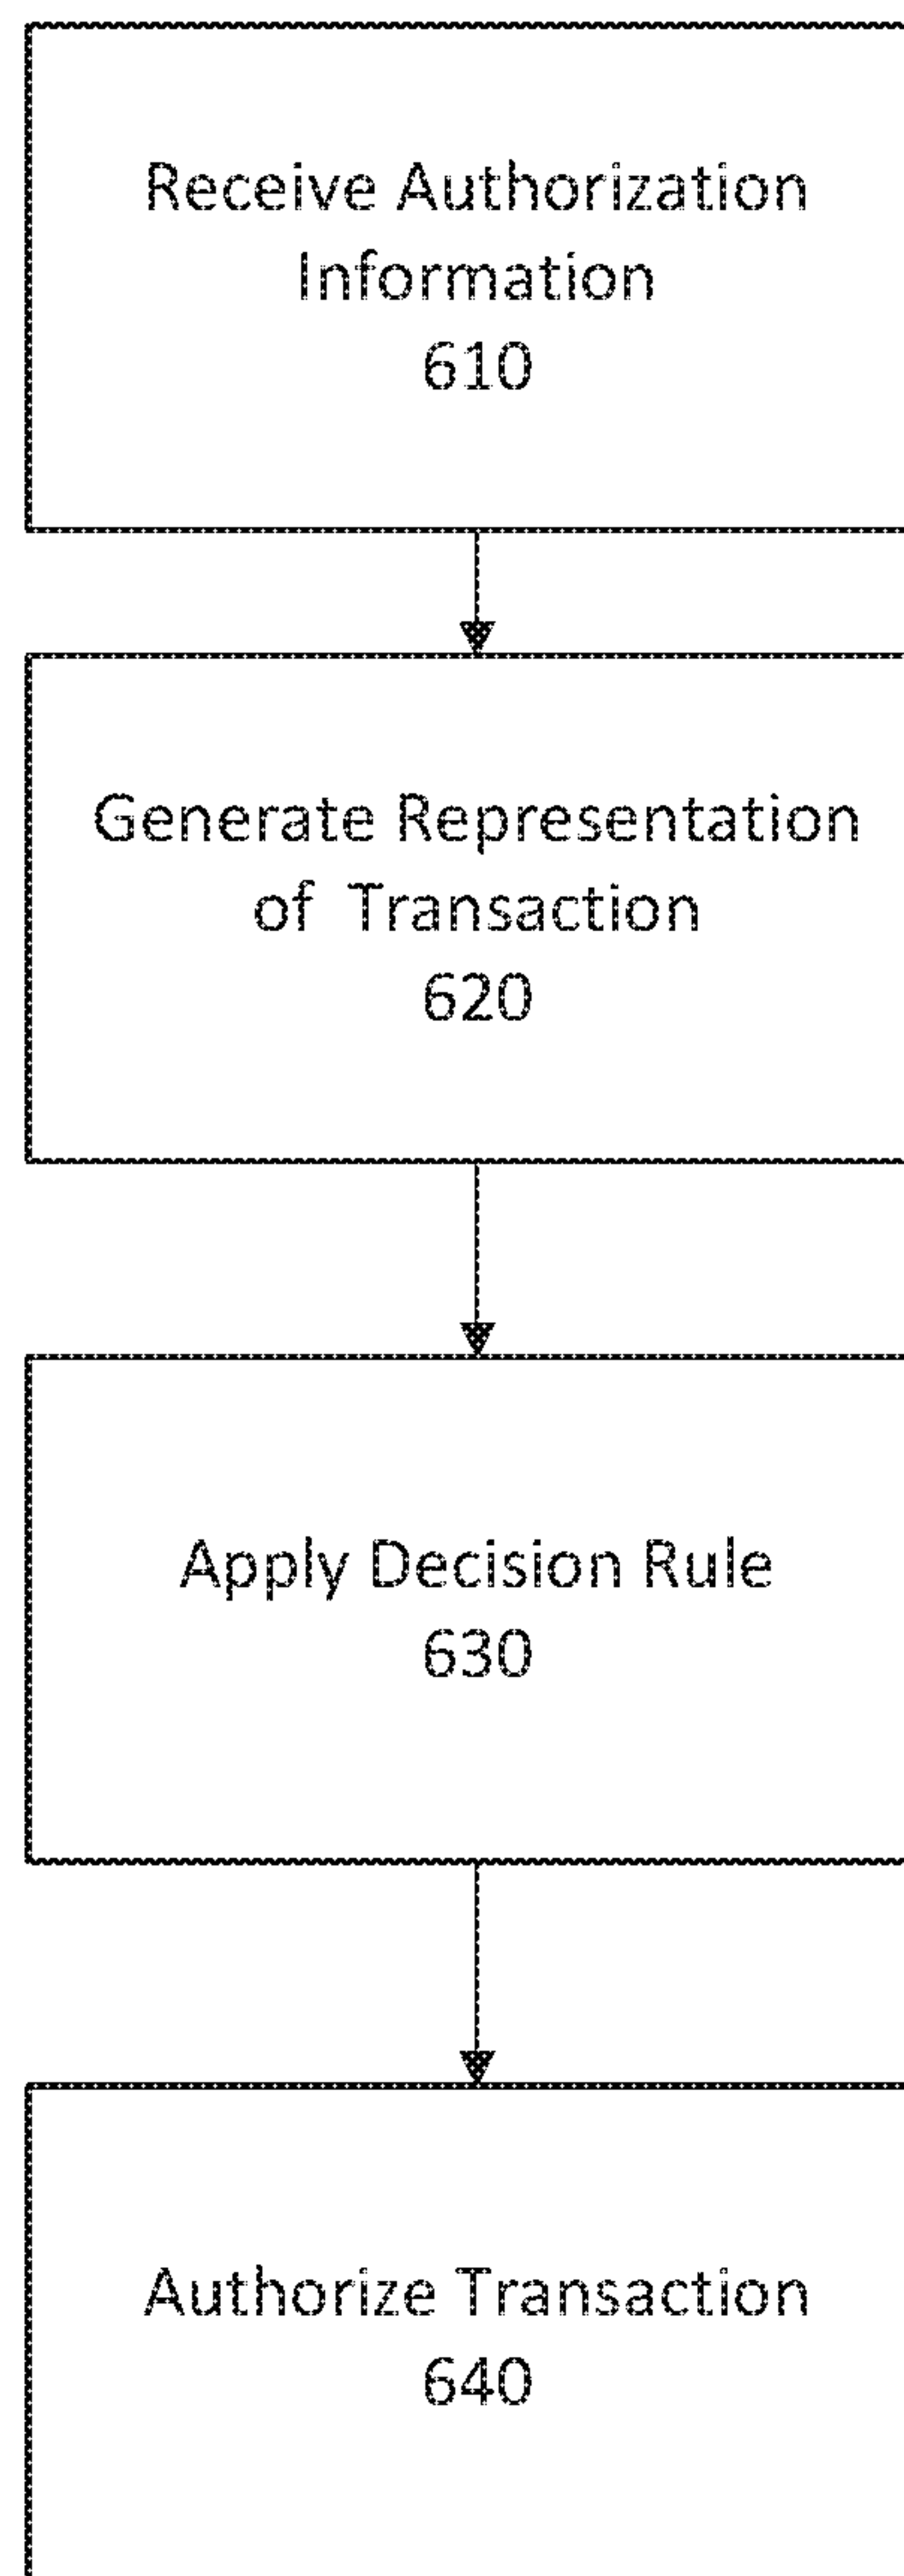 Receive Authorization
Information
610
Generate Representation
of Transaction
620
Apply Decision Rule
630
Authorize Transaction
640